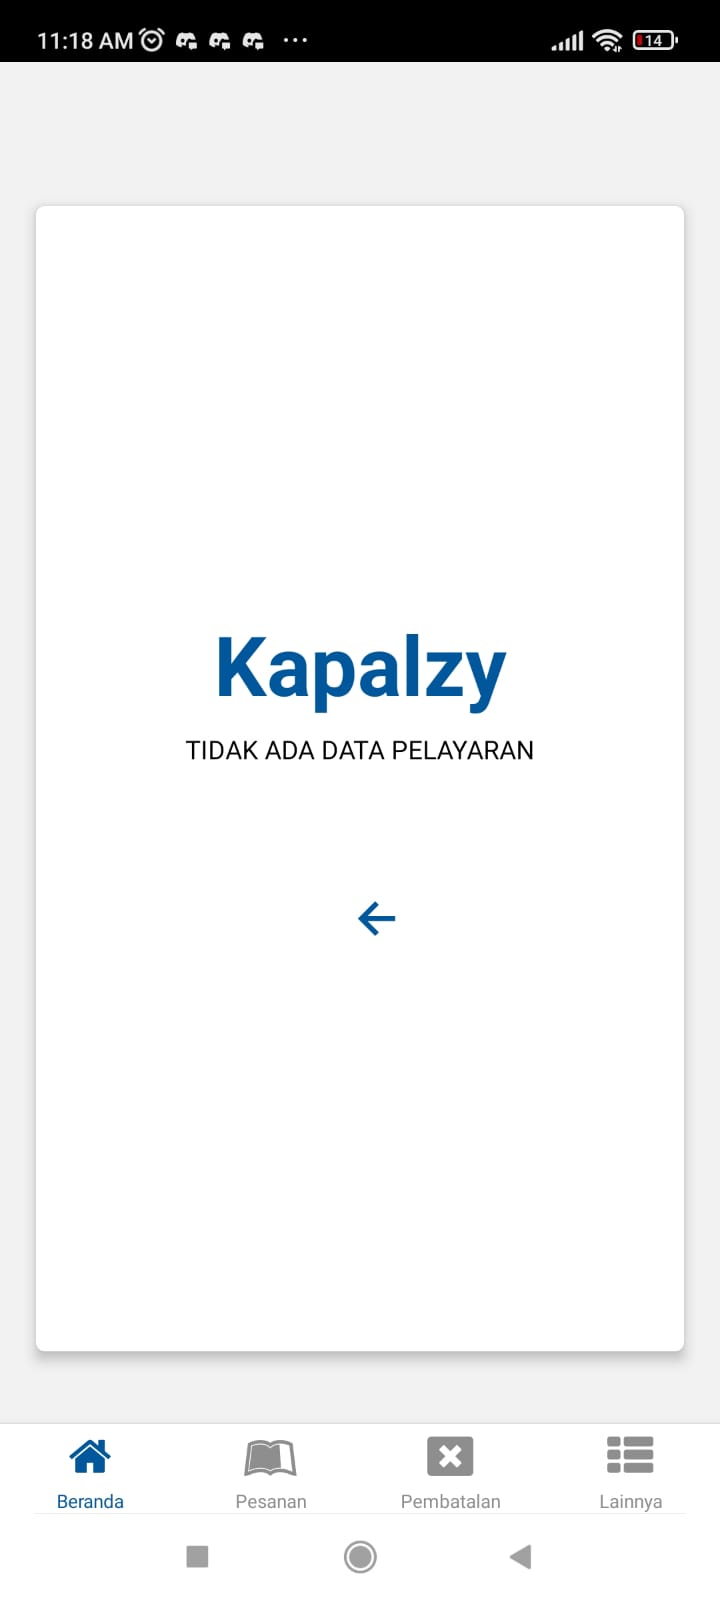 11:18 AM
14
Kapalzy
TIDAK ADA DATA PELAYARAN
Beranda
Pesanan
Pembatalan
Lainnya